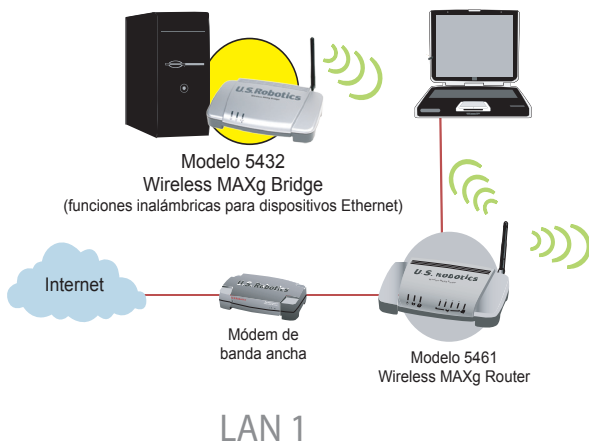 U.S. Robotics
Modelo 5432
Wireless MAXg Bridge
(funciones inalámbricas para dispositivos Ethernet)
Internet
U.S. Robotics
Módem de
banda ancha
U.S. Robotics
Modelo 5461
Wireless MAXg Router
LAN 1